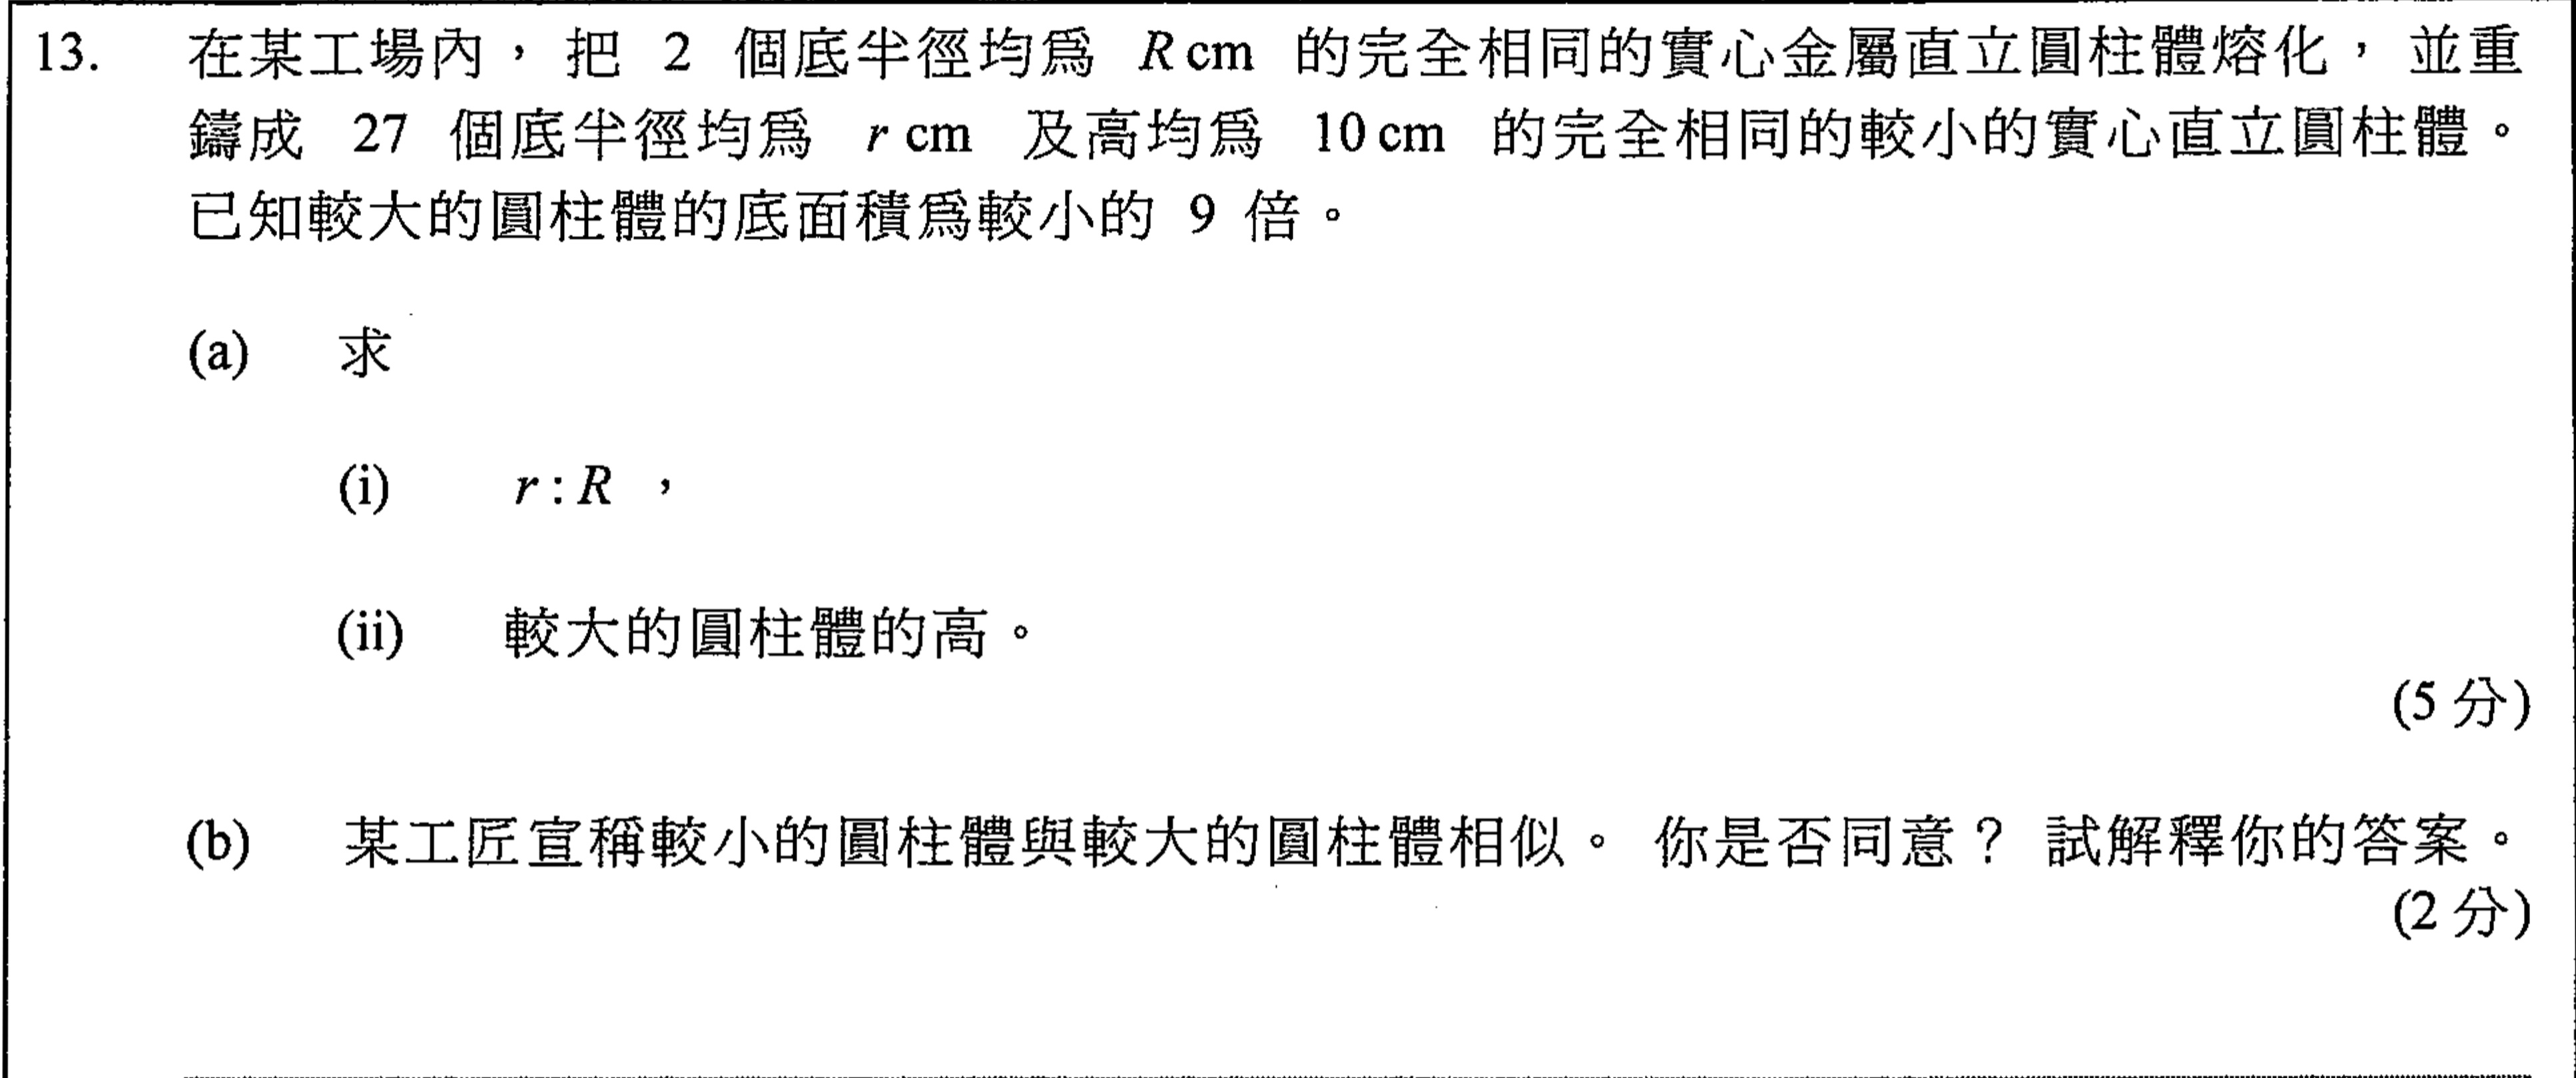 13. 在某工場內，把 2 個底半徑均爲 R cm 的完全相同的實心金屬直立圓柱體熔化，並重
鑄成 27 個底半徑均爲 r cm 及高均爲 10 cm 的完全相同的較小的實心直立圓柱體。
已知較大的圓柱體的底面積爲較小的 9 倍。
(a) 求
(i) r : R ，
(ii) 較大的圓柱體的高。
(5 分)
(b) 某工匠宣稱較小的圓柱體與較大的圓柱體相似。 你是否同意？ 試解釋你的答案。
(2 分)